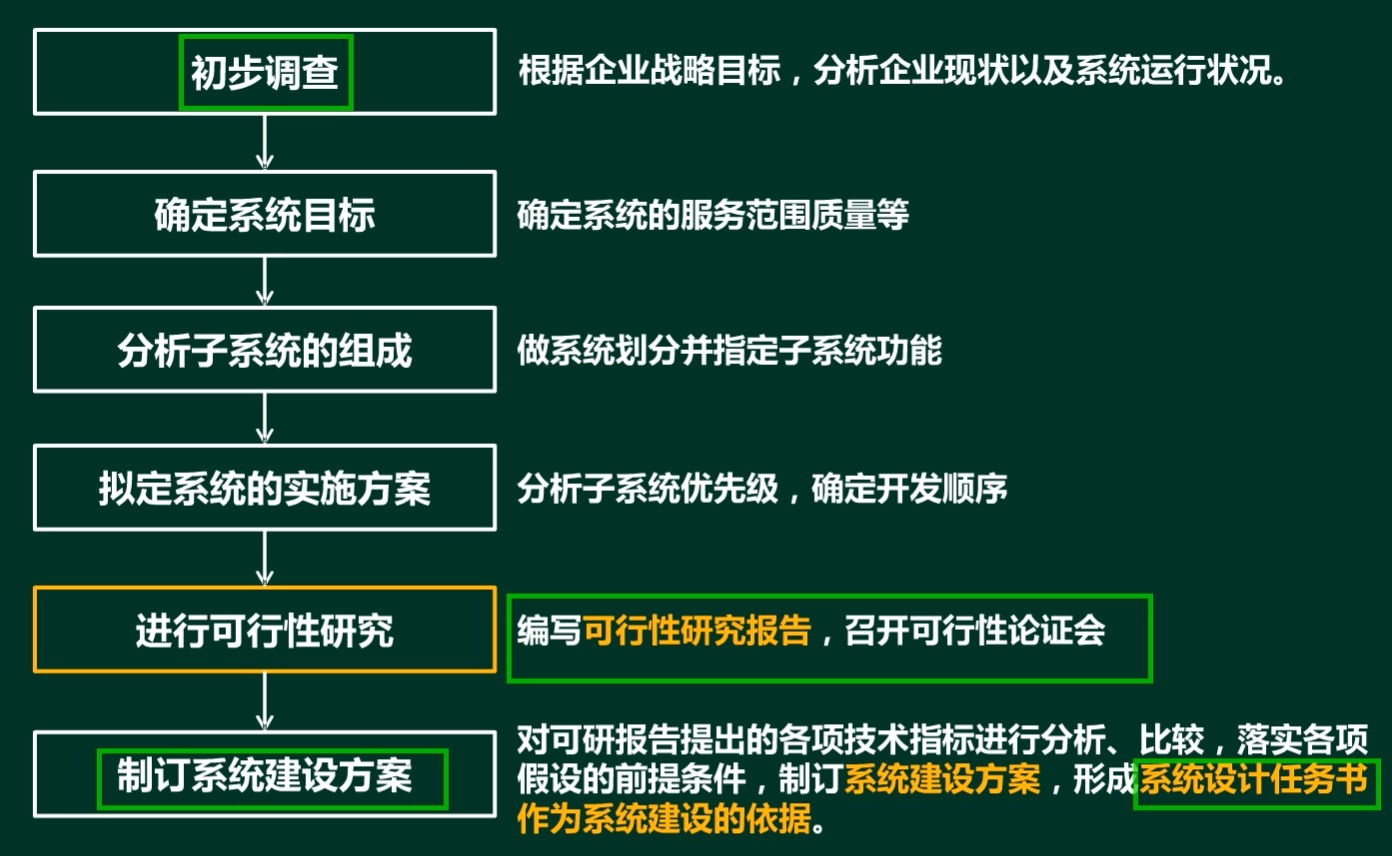 初步调查
根据企业战略目标，分析企业现状以及系统运行状况。
确定系统目标
确定系统的服务范围质量等
分析子系统的组成
做系统划分并指定子系统功能
拟定系统的实施方案
分析子系统优先级，确定开发顺序
进行可行性研究
编写可行性研究报告，召开可行性论证会
制订系统建设方案
对可研报告提出的各项技术指标进行分析、比较，落实各项
假设的前提条件，制订系统建设方案，形成系统设计任务书
作为系统建设的依据。